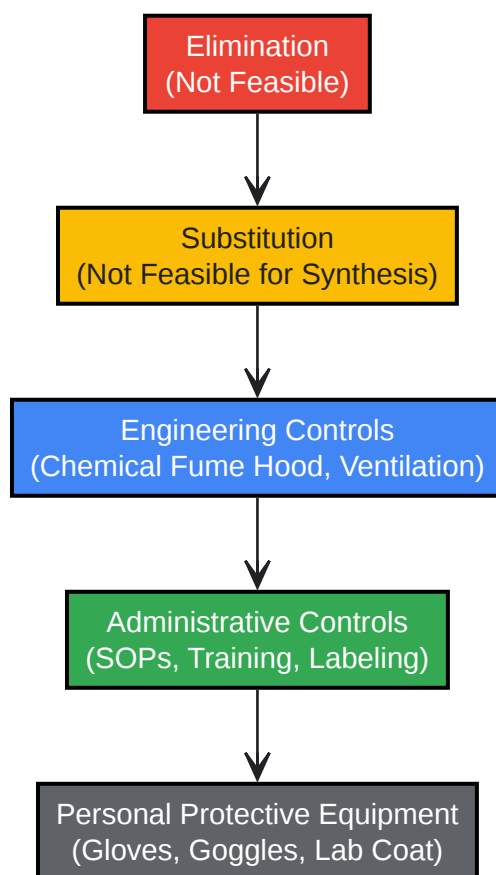 Elimination
(Not Feasible)
Substitution
(Not Feasible for Synthesis)
Engineering Controls
(Chemical Fume Hood, Ventilation)
Administrative Controls
(SOPs, Training, Labeling)
Personal Protective Equipment
(Gloves, Goggles, Lab Coat)